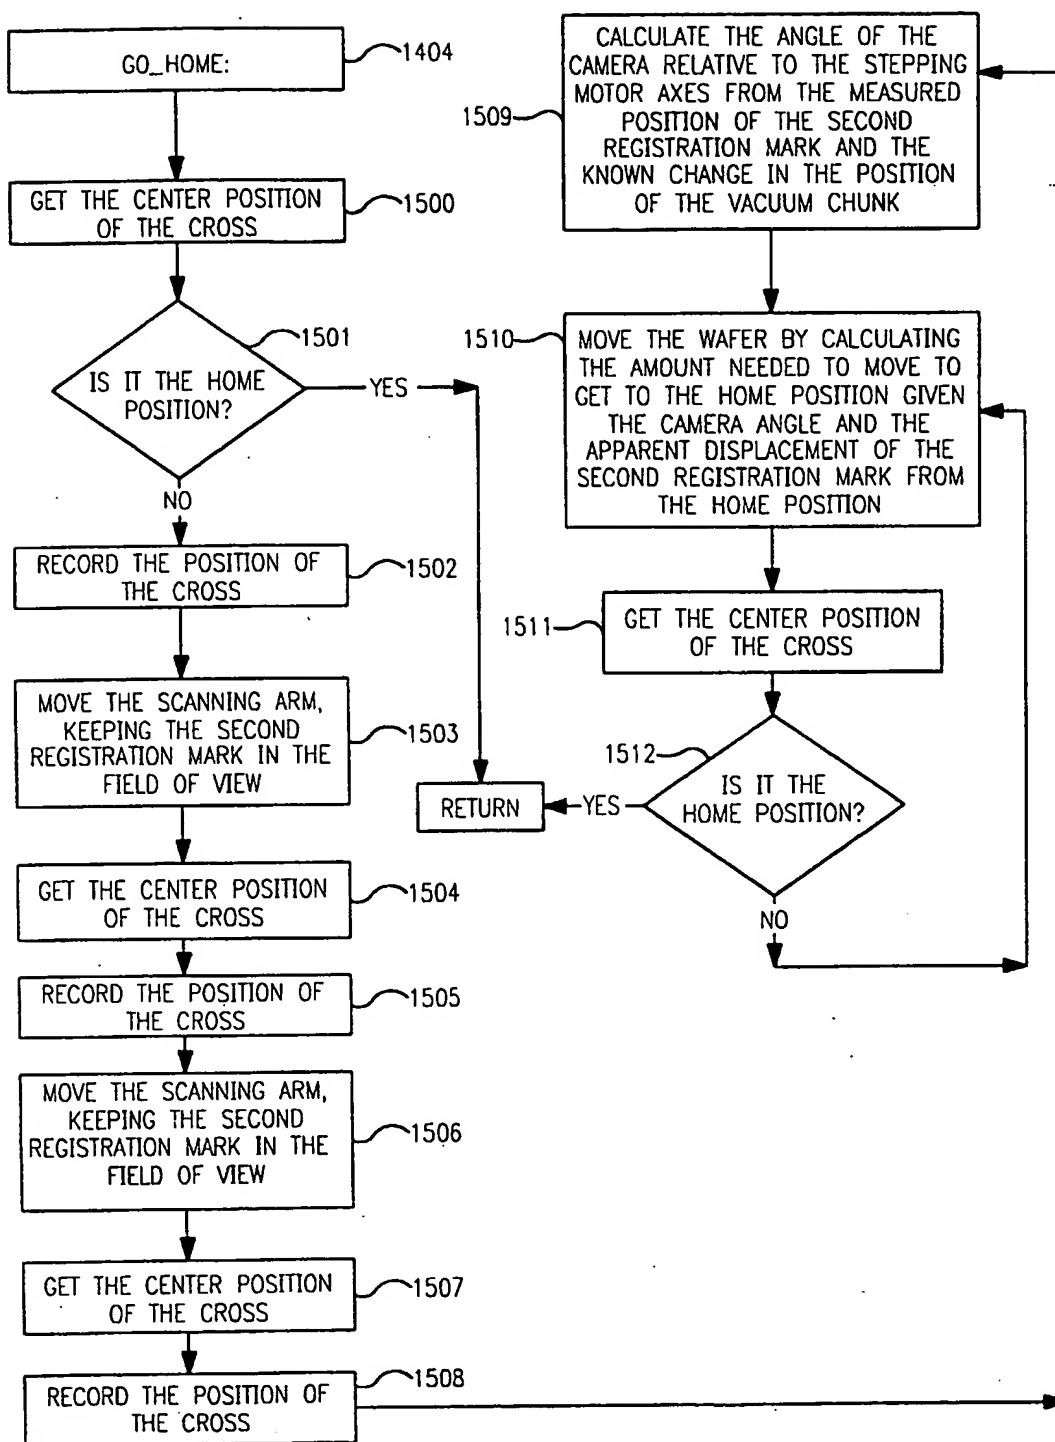 GO_HOME:
1404
GET THE CENTER POSITION
OF THE CROSS
1500
IS IT THE HOME
POSITION?
1501
YES
NO
RECORD THE POSITION OF
THE CROSS
1502
MOVE THE SCANNING ARM,
KEEPING THE SECOND
REGISTRATION MARK IN THE
FIELD OF VIEW
1503
GET THE CENTER POSITION
OF THE CROSS
1504
RECORD THE POSITION OF
THE CROSS
1505
MOVE THE SCANNING ARM,
KEEPING THE SECOND
REGISTRATION MARK IN THE
FIELD OF VIEW
1506
GET THE CENTER POSITION
OF THE CROSS
1507
RECORD THE POSITION OF
THE CROSS
1508
CALCULATE THE ANGLE OF THE
CAMERA RELATIVE TO THE STEPPING
MOTOR AXES FROM THE MEASURED
POSITION OF THE SECOND
REGISTRATION MARK AND THE
KNOWN CHANGE IN THE POSITION
OF THE VACUUM CHUNK
1509
MOVE THE WAFER BY CALCULATING
THE AMOUNT NEEDED TO MOVE TO
GET TO THE HOME POSITION GIVEN
THE CAMERA ANGLE AND THE
APPARENT DISPLACEMENT OF THE
SECOND REGISTRATION MARK FROM
THE HOME POSITION
1510
GET THE CENTER POSITION
OF THE CROSS
1511
IS IT THE
HOME POSITION?
1512
YES
RETURN
NO